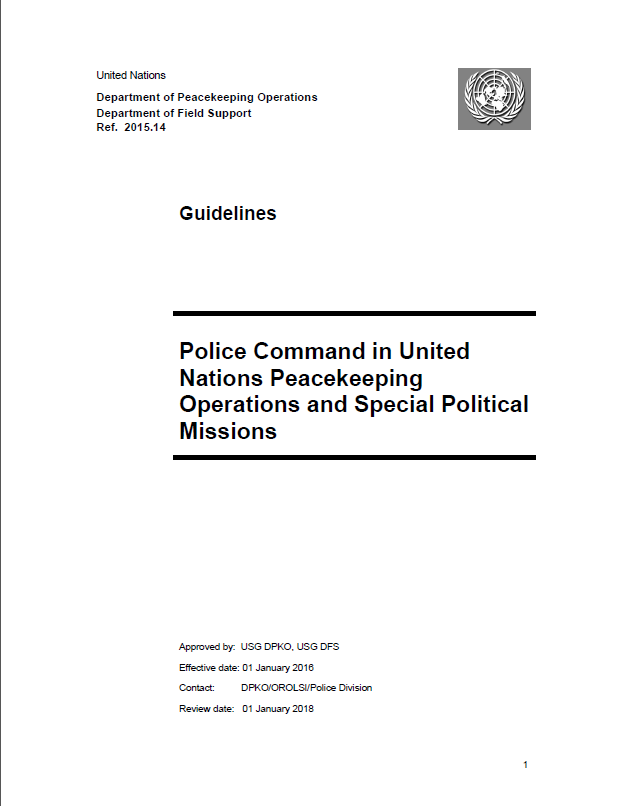 United Nations
Department of Peacekeeping Operations
Department of Field Support
Ref. 2015.14
Guidelines
Police Command in United
Nations Peacekeeping
Operations and Special Political
Missions
Approved by: USG DPKO, USG DFS
Effective date: 01 January 2016
Contact: DPKO/OROLSI/Police Division
Review date: 01 January 2018
1